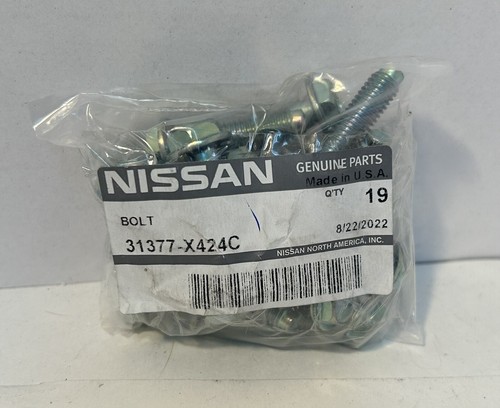 NISSAN
GENUINE PARTS
Made in U.S.A.
Q'TY 19
BOLT
31377-X424C
8/22/2022
NISSAN NORTH AMERICA, INC.